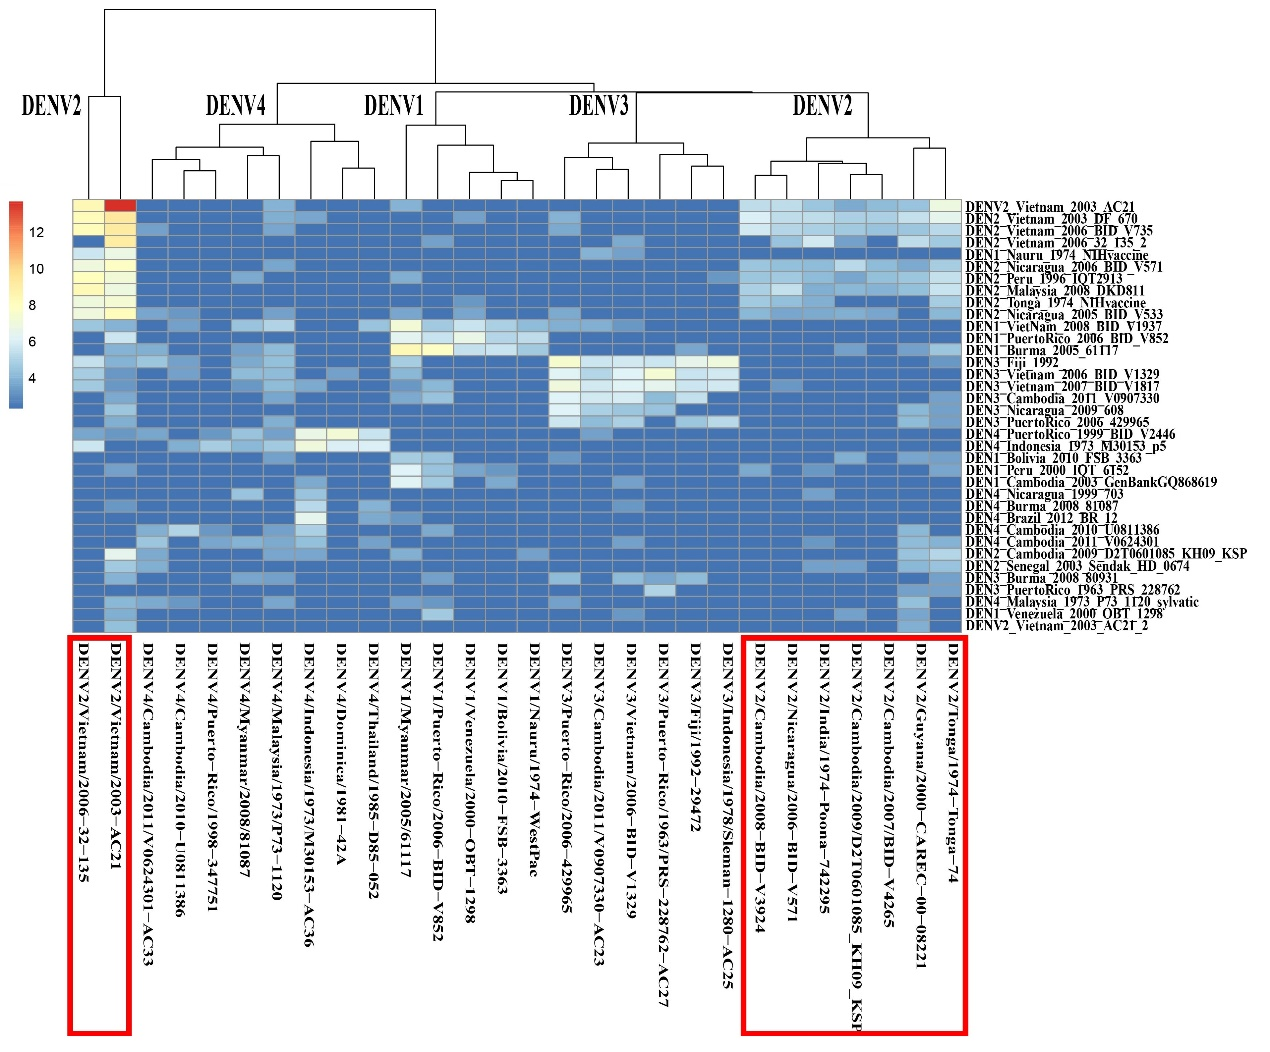 DENV2
DENV4
DENV1
DENV3
DENV2
12
10
8
6
4
DENV2_Vietnam_2003_AC21
DEN2_Vietnam_2003_DF_670
DEN2_Vietnam_2006_BID_V735
DEN2_Vietnam_2006_32_135_2
DEN1_Nauru_1974_NIHvaccine
DEN2_Nicaragua_2006_BID_V571
DEN2_Peru_1996_IQT2913
DEN2_Malaysia_2008_DKD811
DEN2_Tonga_1974_NIHvaccine
DEN2_Nicaragua_2005_BID_V533
DEN1_VietNam_2008_BID_V1937
DEN1_PuertoRico_2006_BID_V852
DEN1_Burma_2005_61117
DEN3_Fiji_1992
DEN3_Vietnam_2006_BID_V1329
DEN3_Vietnam_2007_BID_V1817
DEN3_Cambodia_2011_V0907330
DEN3_Nicaragua_2009_608
DEN3_PuertoRico_2006_429965
DEN4_PuertoRico_1999_BID_V2446
DEN4_Indonesia_1973_M30153_p5
DEN1_Bolivia_2010_FSB_3363
DEN1_Peru_2000_IQT_6152
DEN1_Cambodia_2003_GenBankGQ868619
DEN4_Nicaragua_1999_703
DEN4_Burma_2008_81087
DEN4_Brazil_2012_BR_12
DEN4_Cambodia_2010_U0811386
DEN4_Cambodia_2011_V0624301
DEN2_Cambodia_2009_D2T0601085_KH09_KSP
DEN2_Senegal_2003_Sendak_HD_0674
DEN3_Burma_2008_80931
DEN3_PuertoRico_1963_PRS_228762
DEN4_Malaysia_1973_P73_1120_sylvatic
DEN1_Venezuela_2000_OBT_1298
DENV2_Vietnam_2003_AC21_2
DENV2/Vietnam/2006-32-135
DENV2/Vietnam/2003-AC21
DENV4/Cambodia/2011/V0624301-AC33
DENV4/Cambodia/2010-U0811386
DENV4/Puerto-Rico/1998-347751
DENV4/Myanmar/2008/81087
DENV4/Malaysia/1973/P73-1120
DENV4/Indonesia/1973/M30153-AC36
DENV4/Dominica/1981-42A
DENV4/Thailand/1985-D85-052
DENV1/Myanmar/2005/61117
DENV1/Puerto-Rico/2006-BID-V852
DENV1/Venezuela/2000-OBT-1298
DENV1/Bolivia/2010-FSB-3363
DENV1/Nauru/1974-WestPac
DENV3/Puerto-Rico/2006-429965
DENV3/Cambodia/2011/V0907330-AC23
DENV3/Vietnam/2006-BID-V1329
DENV3/Puerto-Rico/1963/PRS-228762-AC27
DENV3/Fiji/1992-29472
DENV3/Indonesia/1978/Sleman-1280-AC25
DENV2/Cambodia/2008-BID-V3924
DENV2/Nicaragua/2006-BID-V571
DENV2/India/1974-Poona-742295
DENV2/Cambodia/2009/D2T0601085_KH09_KSP
DENV2/Cambodia/2007/BID-V4265
DENV2/Guyana/2000-CAREC-00-08221
DENV2/Tonga/1974-Tonga-74